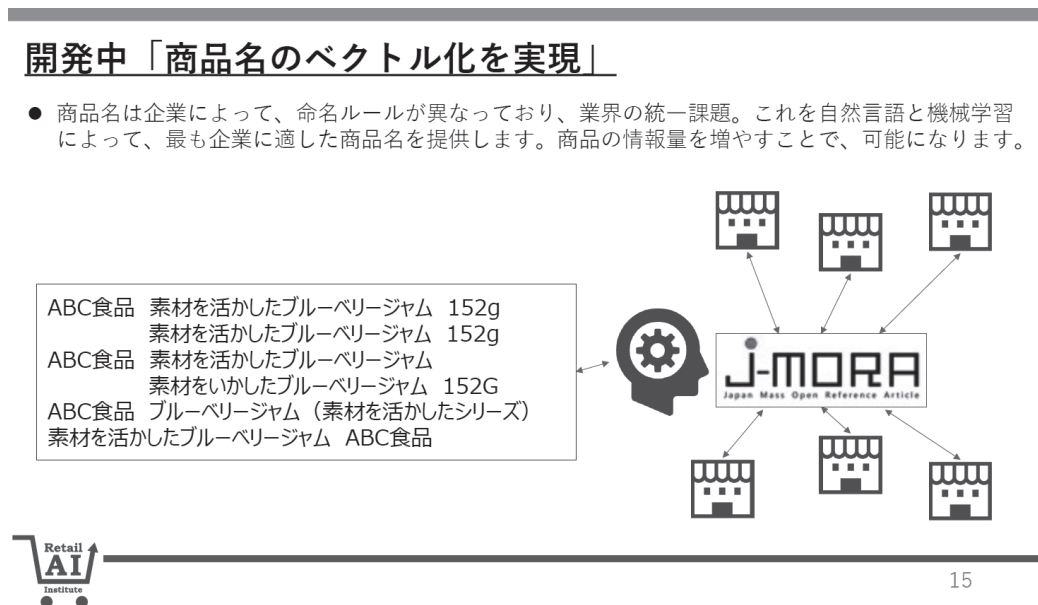 開発中「商品名のベクトル化を実現」
● 商品名は企業によって、命名ルールが異なっており、業界の統一課題。これを自然言語と機械学習
によって、最も企業に適した商品名を提供します。商品の情報量を増やすことで、可能になります。
ABC食品 素材を活かしたブルーベリージャム 152g
素材を活かしたブルーベリージャム 152g
ABC食品 素材を活かしたブルーベリージャム
素材をいかしたブルーベリージャム 152G
ABC食品 ブルーベリージャム（素材を活かしたシリーズ）
素材を活かしたブルーベリージャム ABC食品
J-MORA
Japan Mass Open Reference Article
Retail
AI
Institute
15